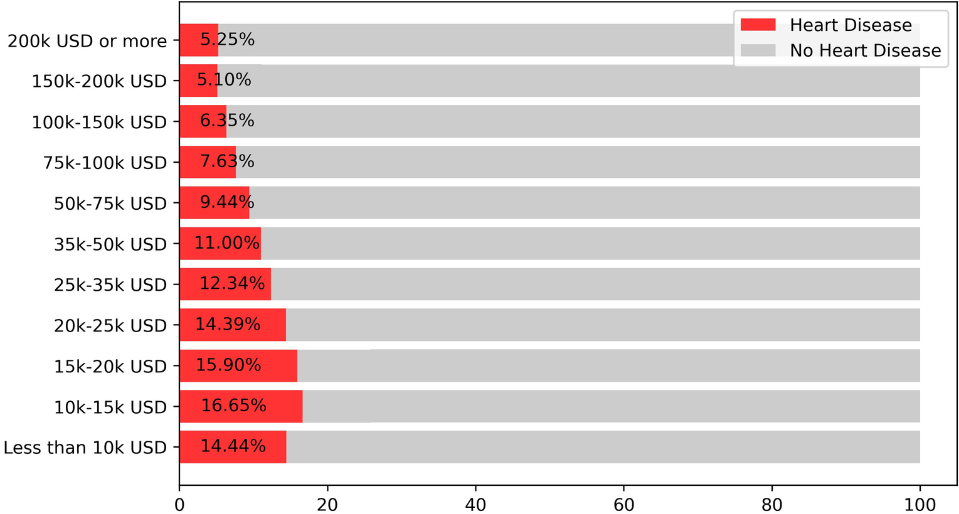 Heart Disease
No Heart Disease
200k USD or more 5.25%
150k-200k USD 5.10%
100k-150k USD 6.35%
75k-100k USD 7.63%
50k-75k USD 9.44%
35k-50k USD 11.00%
25k-35k USD 12.34%
20k-25k USD 14.39%
15k-20k USD 15.90%
10k-15k USD 16.65%
Less than 10k USD 14.44%
0 20 40 60 80 100